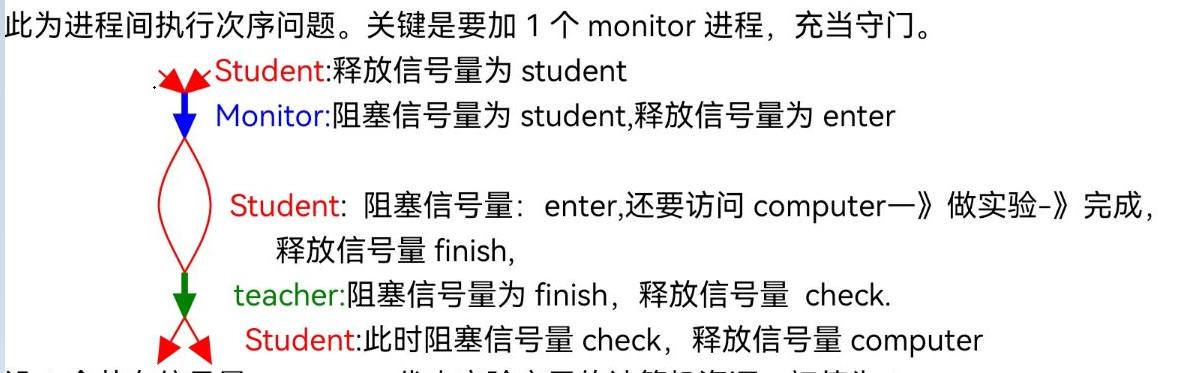 此为进程间执行次序问题。关键是要加 1 个 monitor 进程，充当守门。
Student:释放信号量为 student
Monitor:阻塞信号量为 student,释放信号量为 enter
Student: 阻塞信号量：enter,还要访问 computer一》做实验-》完成，
释放信号量 finish,
teacher:阻塞信号量为 finish，释放信号量 check.
Student:此时阻塞信号量 check，释放信号量 computer